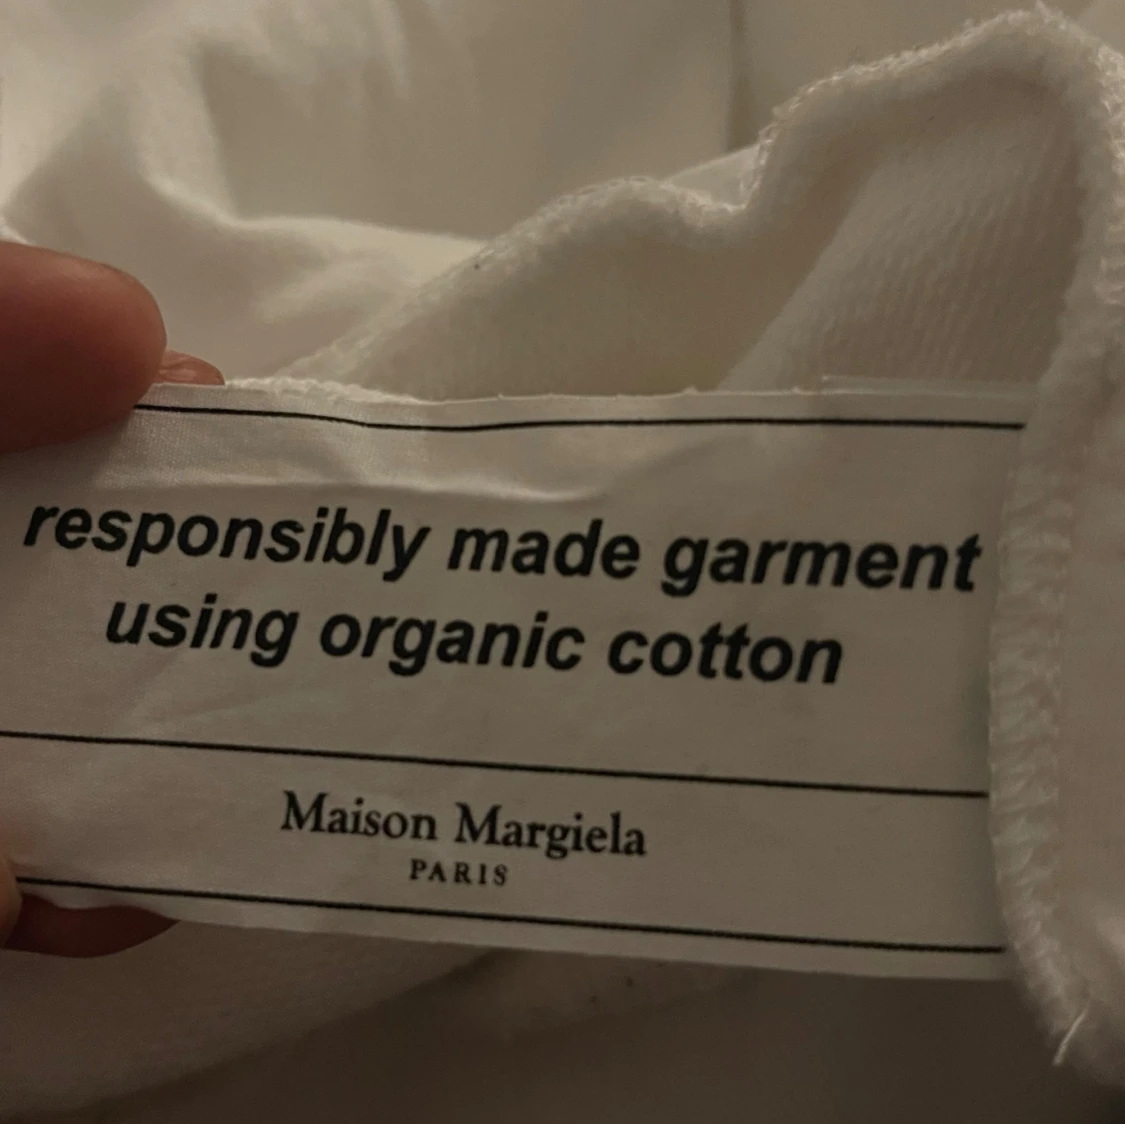 responsibly made garment
using organic cotton
Maison Margiela
PARIS